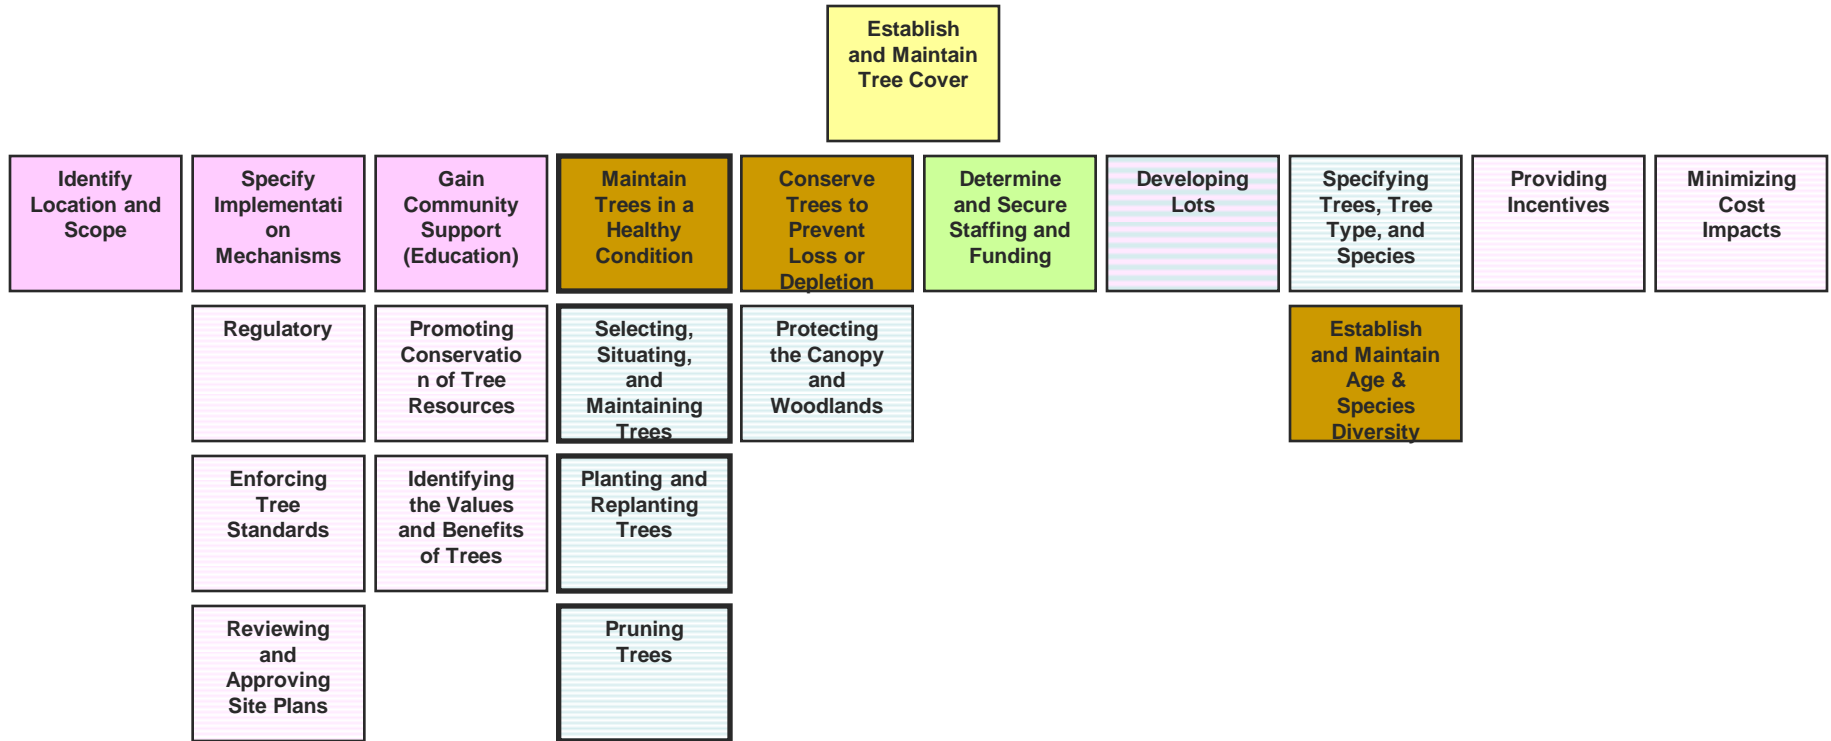 Establish
and Maintain
Tree Cover
Identify
Location and
Scope
Specify
Implementati
on
Mechanisms
Gain
Community
Support
(Education)
Maintain
Trees in a
Healthy
Condition
Conserve
Trees to
Prevent
Loss or
Depletion
Determine
and Secure
Staffing and
Funding
Developing
Lots
Specifying
Trees, Tree
Type, and
Species
Providing
Incentives
Minimizing
Cost
Impacts
Regulatory
Promoting
Conservatio
n of Tree
Resources
Selecting,
Situating,
and
Maintaining
Trees
Protecting
the Canopy
and
Woodlands
Establish
and Maintain
Age &
Species
Diversity
Enforcing
Tree
Standards
Identifying
the Values
and Benefits
of Trees
Planting and
Replanting
Trees
Reviewing
and
Approving
Site Plans
Pruning
Trees